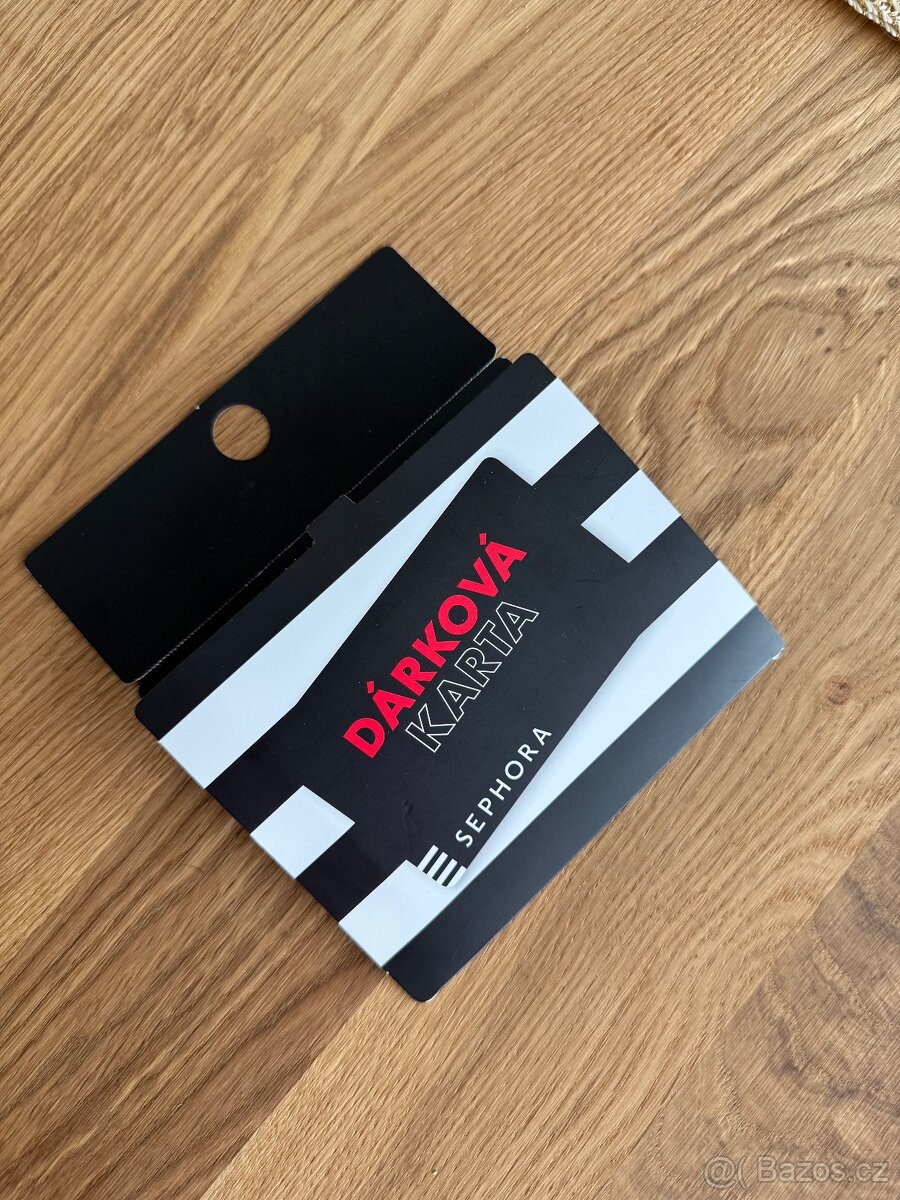 DÁRKOVÁ
KARTA
SEPHORA
@( Bazos.cz